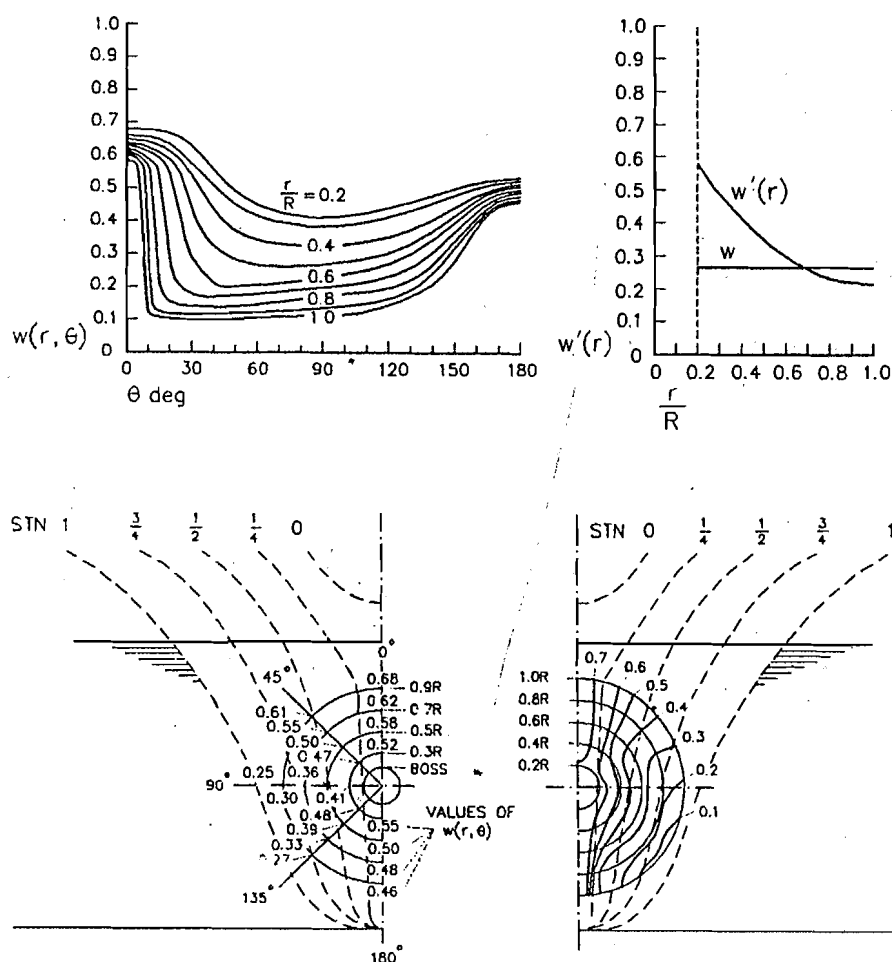 1.0
0.9
0.8
0.7
0.6
0.5
0.4
0.3
0.2
0.1
0
w(r, θ)
r/R = 0.2
0.4
0.6
0.8
1.0
0 30 60 90 120 150 180
θ deg
1.0
0.9
0.8
0.7
0.6
0.5
0.4
0.3
0.2
0.1
0
w'(r)
w'(r)
w
0 0.2 0.4 0.6 0.8 1.0
r/R
STN 1 3/4 1/2 1/4 0
0°
45°
0.68 0.9R
0.61 0.62 0.7R
0.55 0.58 0.5R
0.50 0.52 0.3R
0.47 BOSS
90° 0.25 0.36
0.30 0.41
0.48
0.39 0.55
0.33 0.50
0.48
0.46
135°
180°
VALUES OF
w(r,θ)
STN 0 1/4 1/2 3/4 1
0.7 0.6 0.5 0.4 0.3 0.2 0.1
1.0R
0.8R
0.6R
0.4R
0.2R